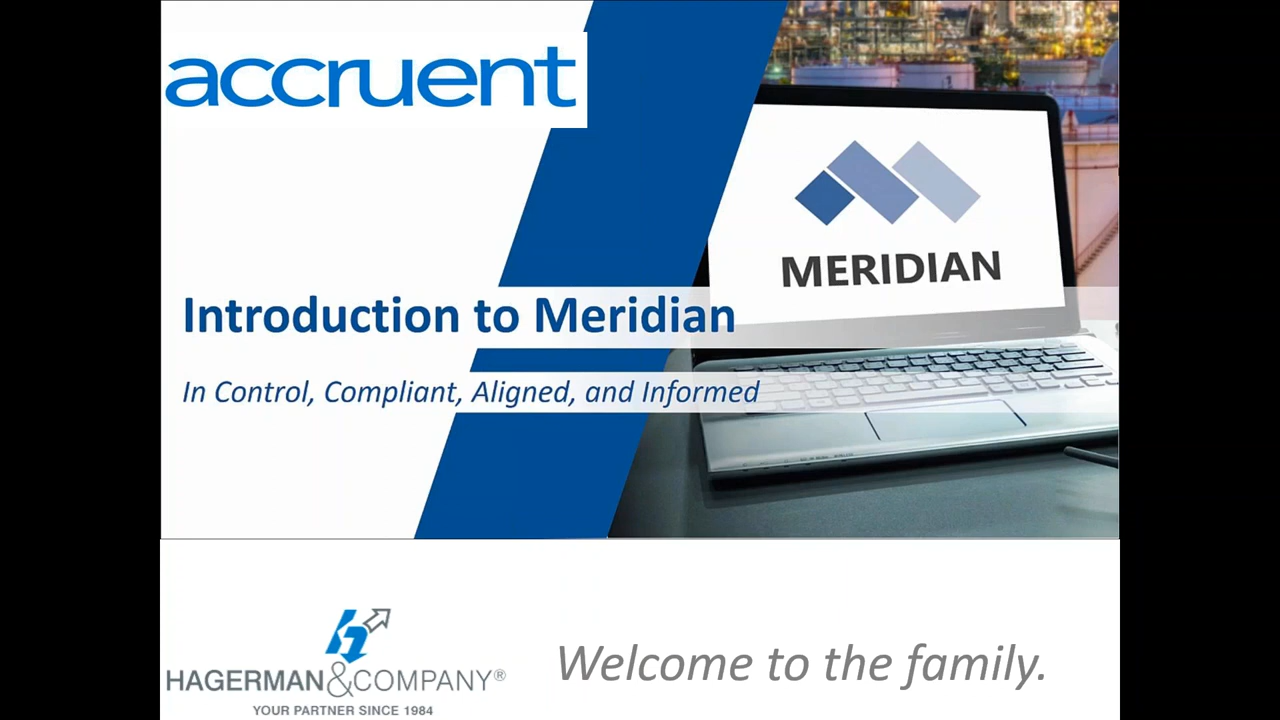 accruent
MERIDIAN
Introduction to Meridian
In Control, Compliant, Aligned, and Informed
HAGERMAN&COMPANY®
YOUR PARTNER SINCE 1984
Welcome to the family.